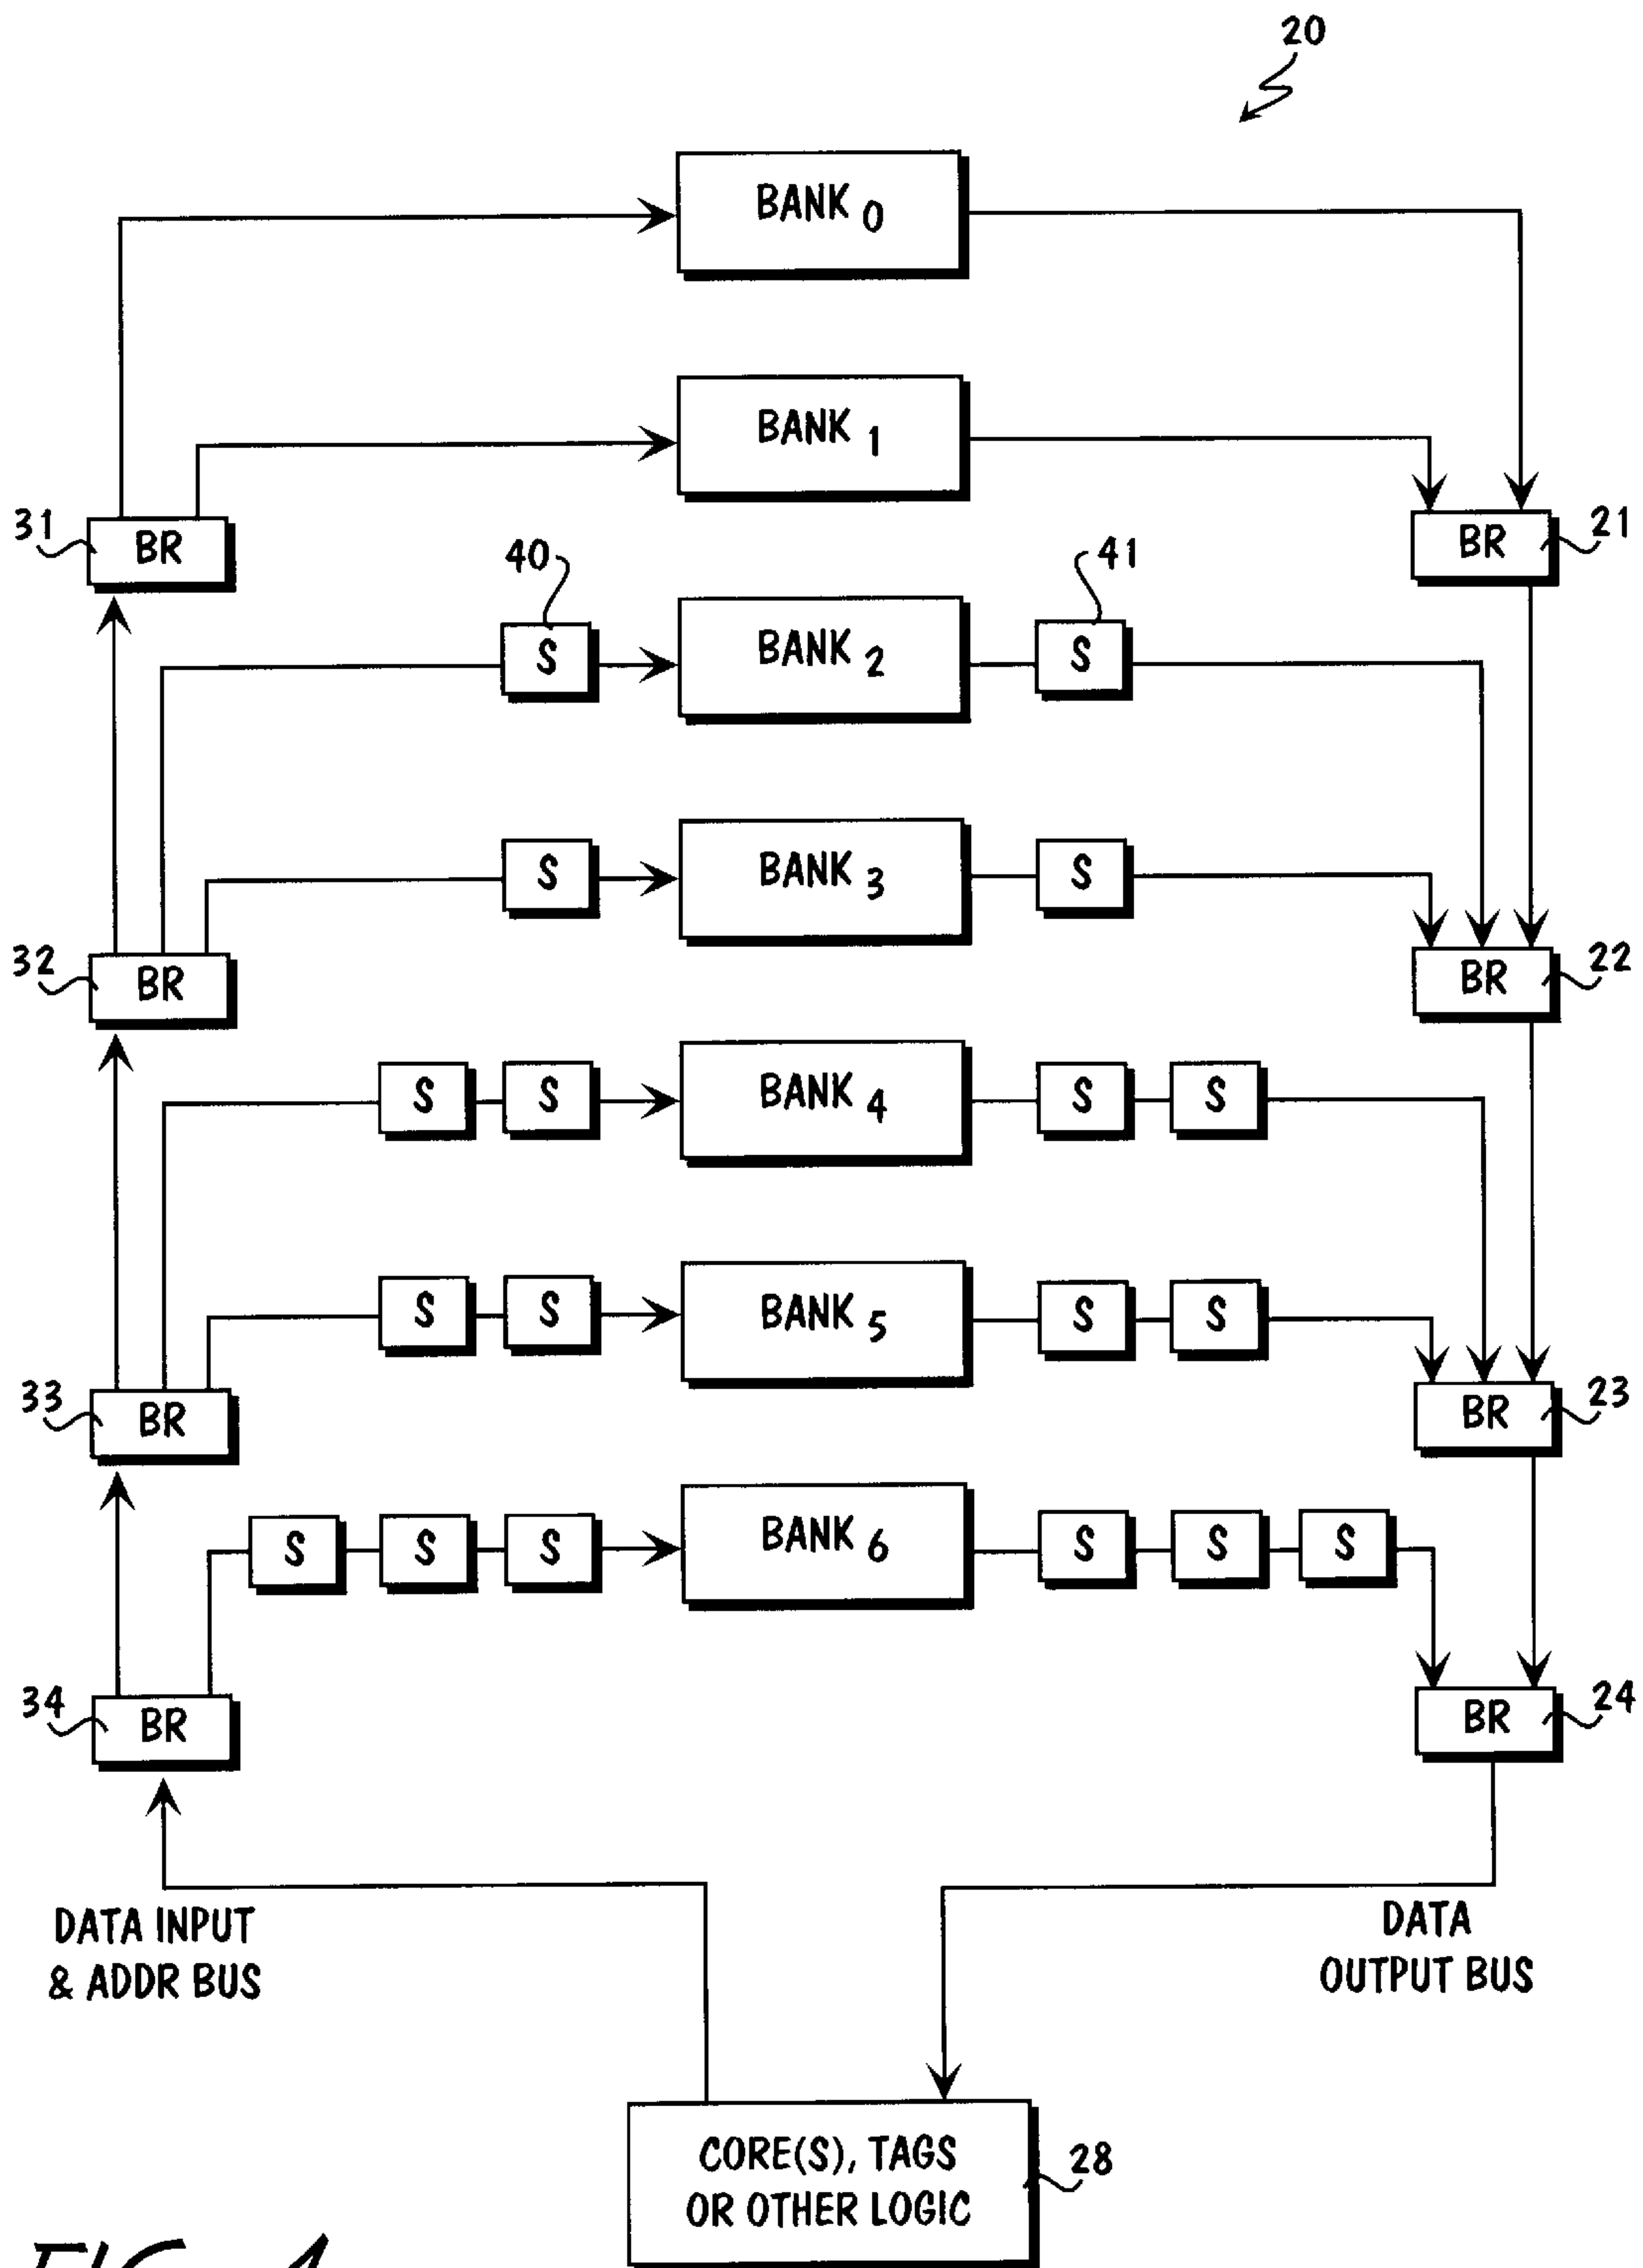 20
BANK 0
BANK 1
31 BR
BR 21
40
41
S BANK 2 S
S BANK 3 S
32 BR
BR 22
S S BANK 4 S S
S S BANK 5 S S
33 BR
BR 23
S S S BANK 6 S S S
34 BR
BR 24
DATA INPUT
& ADDR BUS
DATA
OUTPUT BUS
CORE(S), TAGS
OR OTHER LOGIC
28